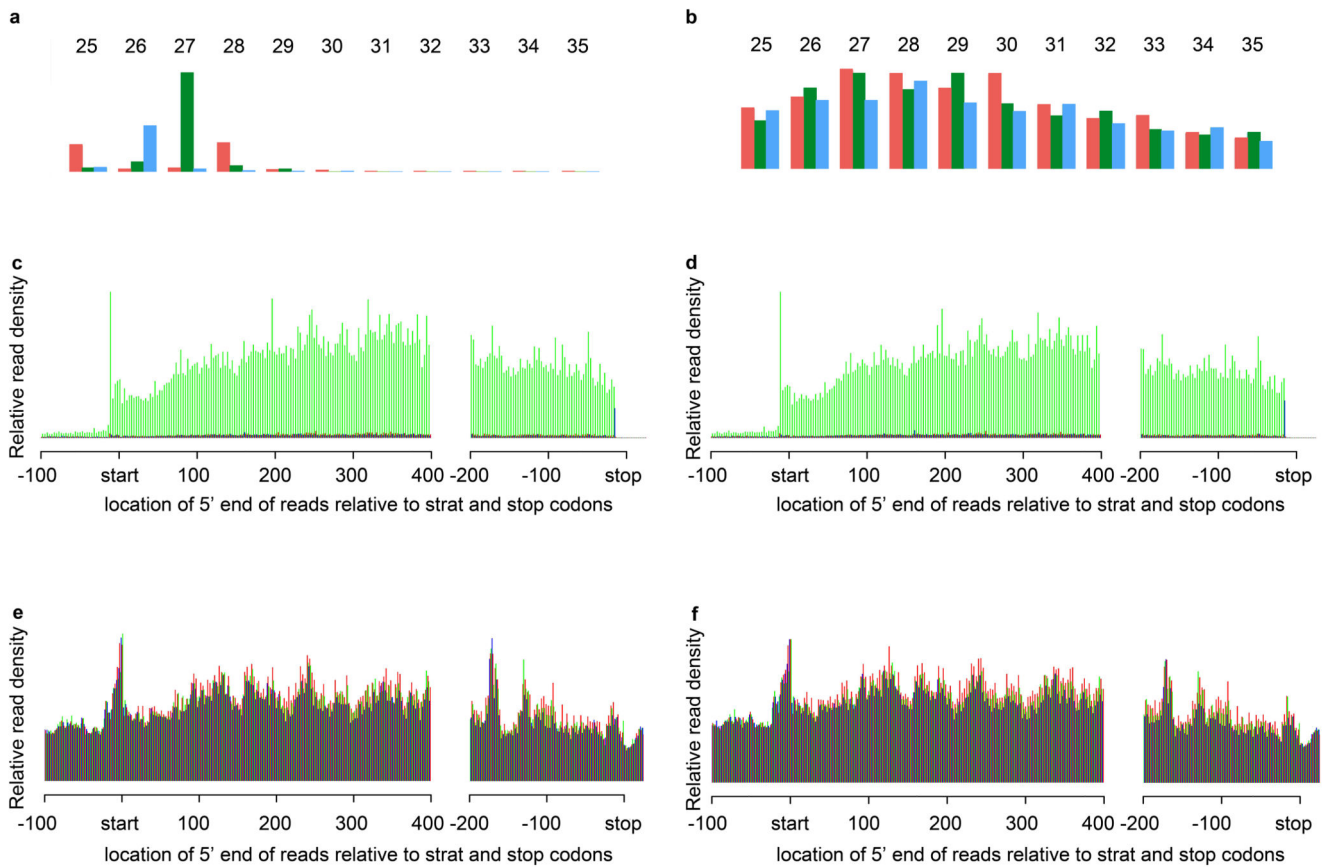 a
25 26 27 28 29 30 31 32 33 34 35
b
25 26 27 28 29 30 31 32 33 34 35
c
Relative read density
-100 start 100 200 300 400 -200 -100 stop
location of 5’ end of reads relative to strat and stop codons
d
Relative read density
-100 start 100 200 300 400 -200 -100 stop
location of 5’ end of reads relative to strat and stop codons
e
Relative read density
-100 start 100 200 300 400 -200 -100 stop
location of 5’ end of reads relative to strat and stop codons
f
Relative read density
-100 start 100 200 300 400 -200 -100 stop
location of 5’ end of reads relative to strat and stop codons